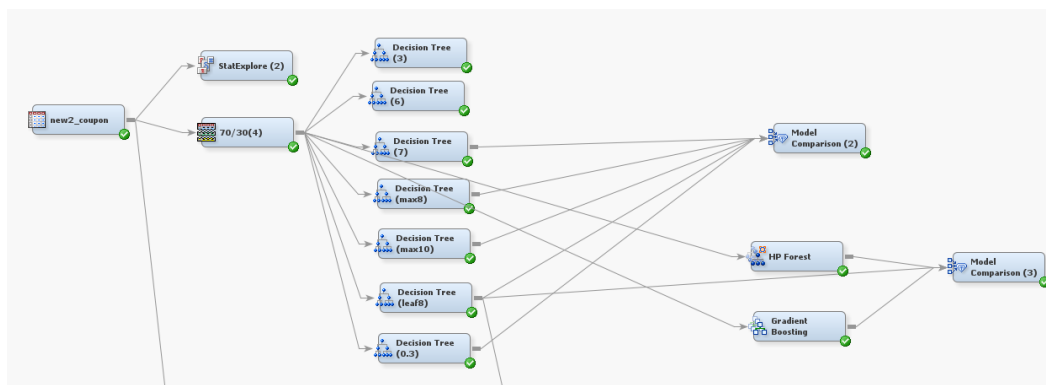 new2_coupon
StatExplore (2)
70/30(4)
Decision Tree
(3)
Decision Tree
(6)
Decision Tree
(7)
Decision Tree
(max8)
Decision Tree
(max10)
Decision Tree
(leaf8)
Decision Tree
(0.3)
Model
Comparison (2)
HP Forest
Gradient
Boosting
Model
Comparison (3)